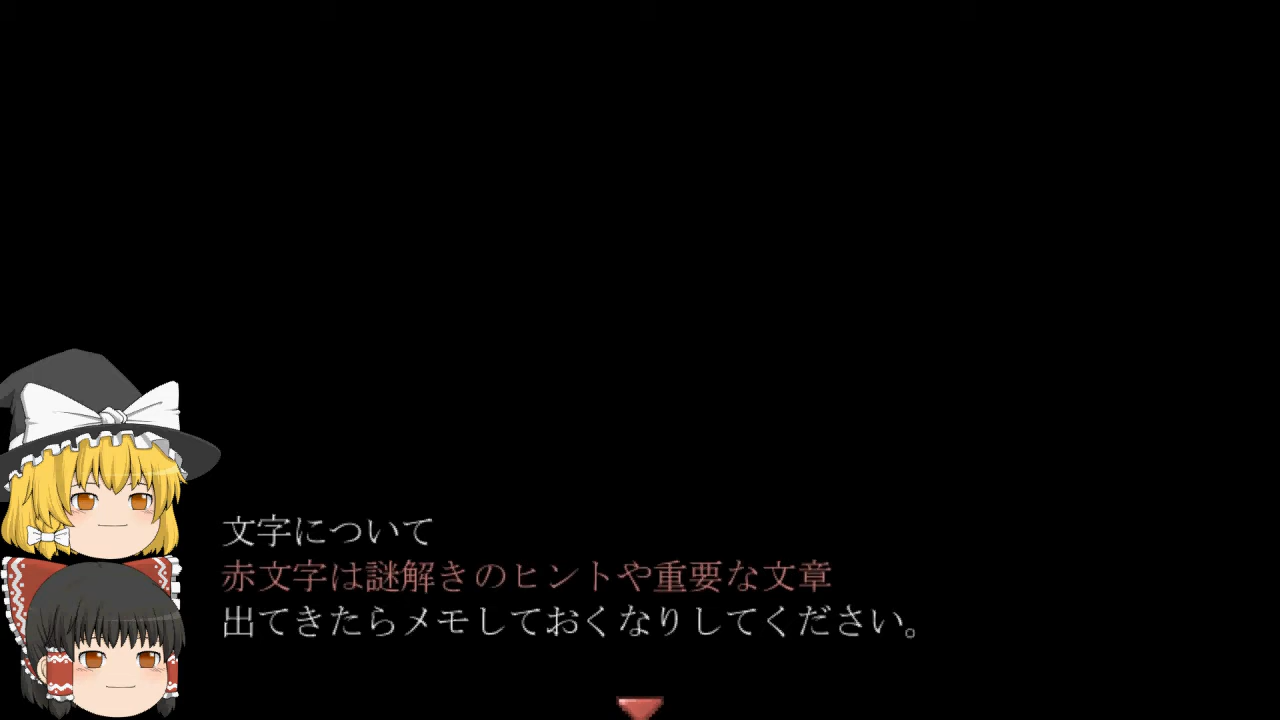 文字について
赤文字は謎解きのヒントや重要な文章
出てきたらメモしておくなりしてください。